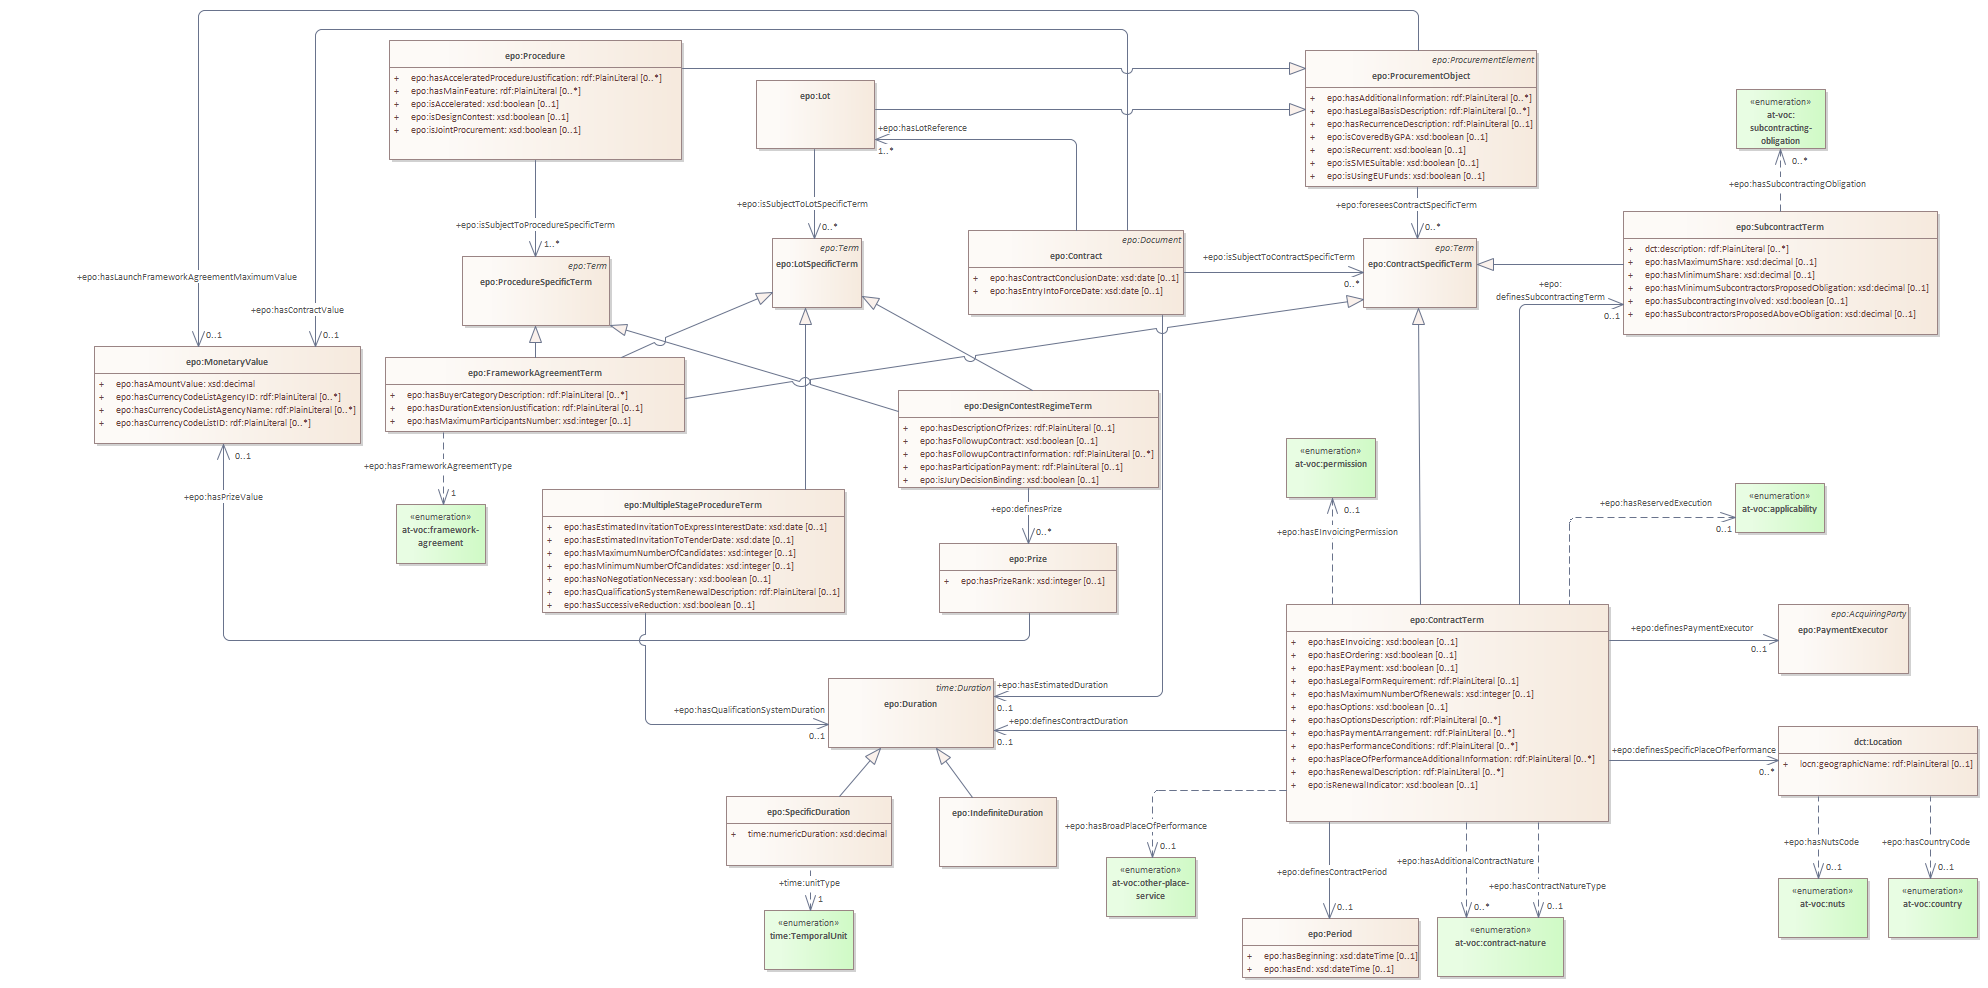 epo:Procedure
+ epo:hasAcceleratedProcedureJustification: rdf:PlainLiteral [0..*]
+ epo:hasMainFeature: rdf:PlainLiteral [0..*]
+ epo:isAccelerated: xsd:boolean [0..1]
+ epo:isDesignContest: xsd:boolean [0..1]
+ epo:isJointProcurement: xsd:boolean [0..1]
epo:Lot
epo:ProcurementElement
epo:ProcurementObject
+ epo:hasAdditionalInformation: rdf:PlainLiteral [0..*]
+ epo:hasLegalBasisDescription: rdf:PlainLiteral [0..*]
+ epo:hasRecurrenceDescription: rdf:PlainLiteral [0..1]
+ epo:isCoveredByGPA: xsd:boolean [0..1]
+ epo:isRecurrent: xsd:boolean [0..1]
+ epo:isSMESuitable: xsd:boolean [0..1]
+ epo:isUsingEUFunds: xsd:boolean [0..1]
«enumeration»
at-voc:
subcontracting-
obligation
0..*
+epo:hasSubcontractingObligation
+epo:hasLotReference
1..*
+epo:isSubjectToLotSpecificTerm
0..*
+epo:foreseesContractSpecificTerm
0..*
+epo:isSubjectToProcedureSpecificTerm
1..*
epo:SubcontractTerm
+ dct:description: rdf:PlainLiteral [0..*]
+ epo:hasMaximumShare: xsd:decimal [0..1]
+ epo:hasMinimumShare: xsd:decimal [0..1]
+ epo:hasMinimumSubcontractorsProposedObligation: xsd:decimal [0..1]
+ epo:hasSubcontractingInvolved: xsd:boolean [0..1]
+ epo:hasSubcontractorsProposedAboveObligation: xsd:decimal [0..1]
epo:Term
epo:ProcedureSpecificTerm
epo:Term
epo:LotSpecificTerm
epo:Document
epo:Contract
+ epo:hasContractConclusionDate: xsd:date [0..1]
+ epo:hasEntryIntoForceDate: xsd:date [0..1]
+epo:isSubjectToContractSpecificTerm
0..*
epo:Term
epo:ContractSpecificTerm
+epo:
definesSubcontractingTerm
0..1
+epo:hasLaunchFrameworkAgreementMaximumValue
0..1
+epo:hasContractValue
0..1
epo:MonetaryValue
+ epo:hasAmountValue: xsd:decimal
+ epo:hasCurrencyCodeListAgencyID: rdf:PlainLiteral [0..*]
+ epo:hasCurrencyCodeListAgencyName: rdf:PlainLiteral [0..*]
+ epo:hasCurrencyCodeListID: rdf:PlainLiteral [0..*]
0..1
+epo:hasPrizeValue
epo:FrameworkAgreementTerm
+ epo:hasBuyerCategoryDescription: rdf:PlainLiteral [0..*]
+ epo:hasDurationExtensionJustification: rdf:PlainLiteral [0..1]
+ epo:hasMaximumParticipantsNumber: xsd:integer [0..1]
+epo:hasFrameworkAgreementType
1
«enumeration»
at-voc:framework-
agreement
epo:DesignContestRegimeTerm
+ epo:hasDescriptionOfPrizes: rdf:PlainLiteral [0..1]
+ epo:hasFollowupContract: xsd:boolean [0..1]
+ epo:hasFollowupContractInformation: rdf:PlainLiteral [0..*]
+ epo:hasParticipationPayment: rdf:PlainLiteral [0..1]
+ epo:isJuryDecisionBinding: xsd:boolean [0..1]
+epo:definesPrize
0..*
epo:Prize
+ epo:hasPrizeRank: xsd:integer [0..1]
epo:MultipleStageProcedureTerm
+ epo:hasEstimatedInvitationToExpressInterestDate: xsd:date [0..1]
+ epo:hasEstimatedInvitationToTenderDate: xsd:date [0..1]
+ epo:hasMaximumNumberOfCandidates: xsd:integer [0..1]
+ epo:hasMinimumNumberOfCandidates: xsd:integer [0..1]
+ epo:hasNoNegotiationNecessary: xsd:boolean [0..1]
+ epo:hasQualificationSystemRenewalDescription: rdf:PlainLiteral [0..1]
+ epo:hasSuccessiveReduction: xsd:boolean [0..1]
«enumeration»
at-voc:permission
0..1
+epo:hasEInvoicingPermission
«enumeration»
at-voc:applicability
+epo:hasReservedExecution
0..1
epo:ContractTerm
+ epo:hasEInvoicing: xsd:boolean [0..1]
+ epo:hasEOrdering: xsd:boolean [0..1]
+ epo:hasEPayment: xsd:boolean [0..1]
+ epo:hasLegalFormRequirement: rdf:PlainLiteral [0..1]
+ epo:hasMaximumNumberOfRenewals: xsd:integer [0..1]
+ epo:hasOptions: xsd:boolean [0..1]
+ epo:hasOptionsDescription: rdf:PlainLiteral [0..*]
+ epo:hasPaymentArrangement: rdf:PlainLiteral [0..*]
+ epo:hasPerformanceConditions: rdf:PlainLiteral [0..*]
+ epo:hasPlaceOfPerformanceAdditionalInformation: rdf:PlainLiteral [0..*]
+ epo:hasRenewalDescription: rdf:PlainLiteral [0..*]
+ epo:isRenewalIndicator: xsd:boolean [0..1]
+epo:definesPaymentExecutor
0..1
epo:AcquiringParty
epo:PaymentExecutor
+epo:definesSpecificPlaceOfPerformance
0..*
dct:Location
+ locn:geographicName: rdf:PlainLiteral [0..1]
+epo:hasNutsCode
0..1
+epo:hasCountryCode
0..1
«enumeration»
at-voc:nuts
«enumeration»
at-voc:country
time:Duration
epo:Duration
+epo:hasEstimatedDuration
0..1
+epo:definesContractDuration
0..1
+epo:hasQualificationSystemDuration
0..1
epo:SpecificDuration
+ time:numericDuration: xsd:decimal
epo:IndefiniteDuration
+time:unitType
1
«enumeration»
time:TemporalUnit
+epo:hasBroadPlaceOfPerformance
0..1
«enumeration»
at-voc:other-place-
service
+epo:definesContractPeriod
0..1
epo:Period
+ epo:hasBeginning: xsd:dateTime [0..1]
+ epo:hasEnd: xsd:dateTime [0..1]
+epo:hasAdditionalContractNature
0..*
+epo:hasContractNatureType
0..1
«enumeration»
at-voc:contract-nature